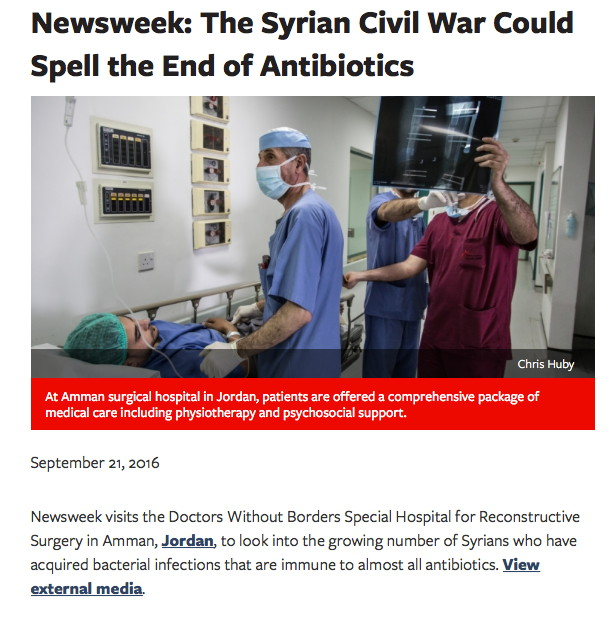 Newsweek: The Syrian Civil War Could
Spell the End of Antibiotics
Chris Huby
At Amman surgical hospital in Jordan, patients are offered a comprehensive package of
medical care including physiotherapy and psychosocial support.
September 21, 2016
Newsweek visits the Doctors Without Borders Special Hospital for Reconstructive
Surgery in Amman, Jordan, to look into the growing number of Syrians who have
acquired bacterial infections that are immune to almost all antibiotics. View
external media.